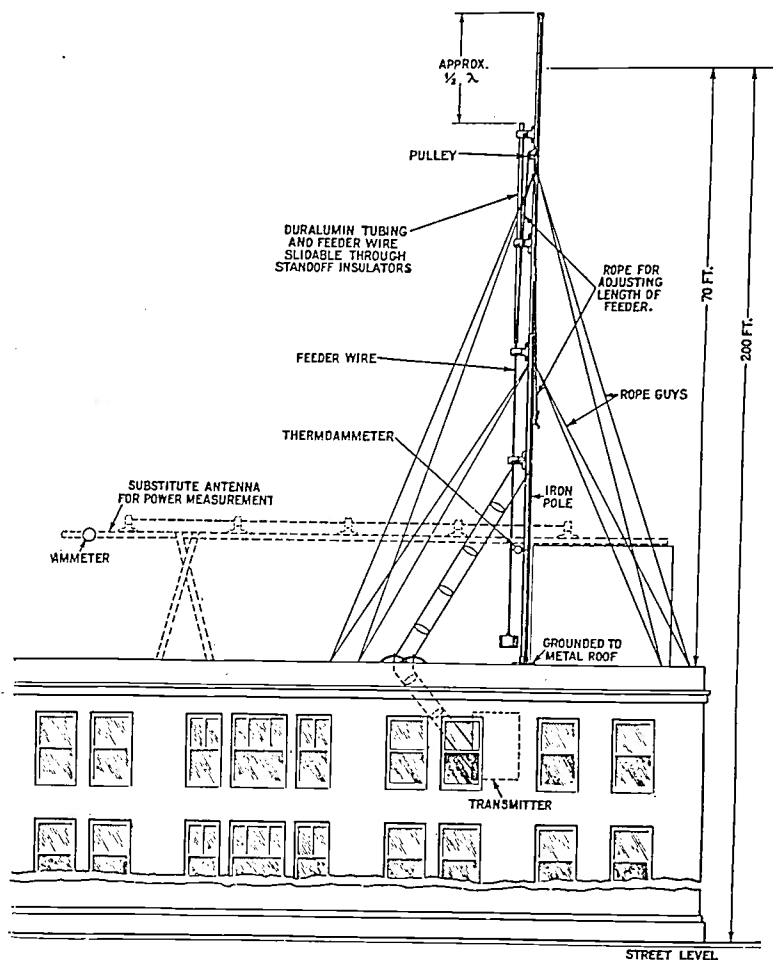 APPROX.
½ λ
PULLEY
DURALUMIN TUBING
AND FEEDER WIRE
SLIDABLE THROUGH
STANDOFF INSULATORS
ROPE FOR
ADJUSTING
LENGTH OF
FEEDER.
70 FT.
200 FT.
FEEDER WIRE
ROPE GUYS
THERMOAMMETER
SUBSTITUTE ANTENNA
FOR POWER MEASUREMENT
IRON
POLE
AMMETER
GROUNDED TO
METAL ROOF
TRANSMITTER
STREET LEVEL